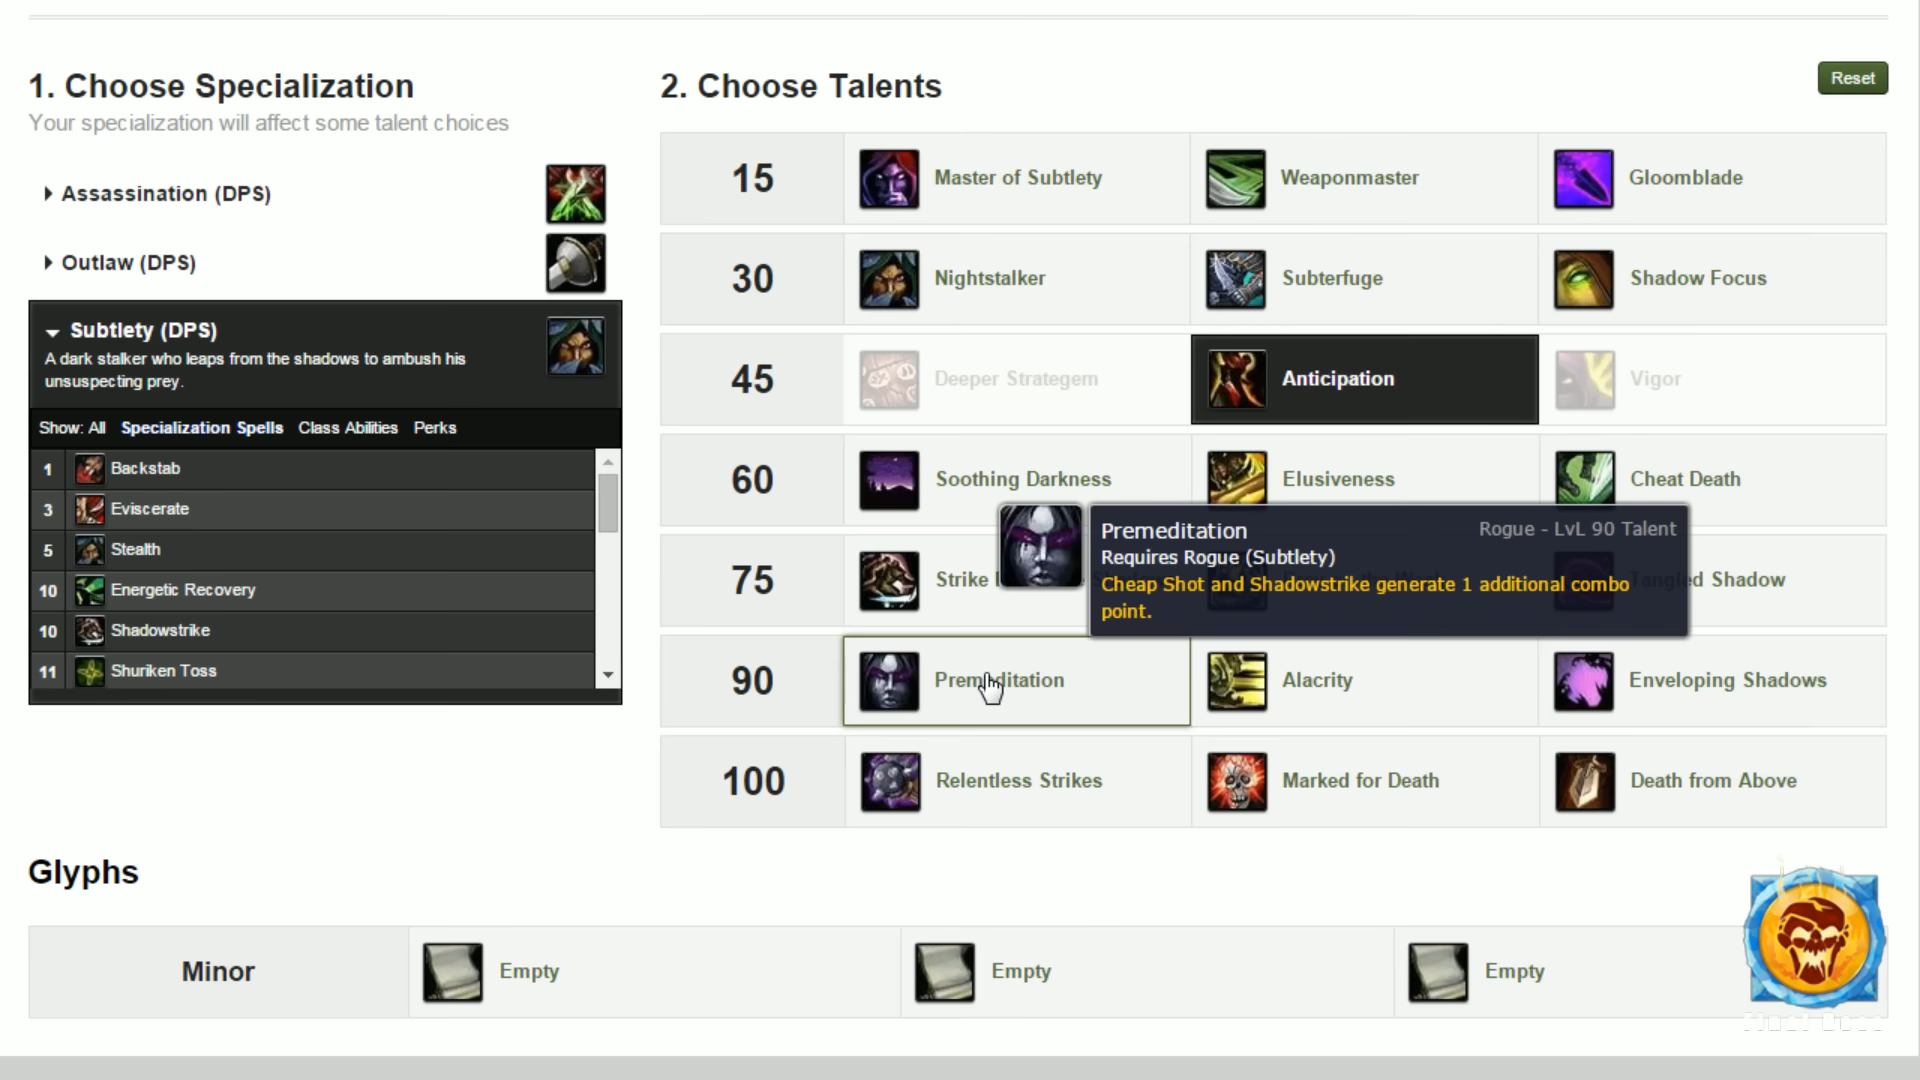 1. Choose Specialization
Your specialization will affect some talent choices
Assassination (DPS)
Outlaw (DPS)
Subtlety (DPS)
A dark stalker who leaps from the shadows to ambush his
unsuspecting prey.
Show: All Specialization Spells Class Abilities Perks
1 Backstab
3 Eviscerate
5 Stealth
10 Energetic Recovery
10 Shadowstrike
11 Shuriken Toss
2. Choose Talents
Reset
15 Master of Subtlety Weaponmaster Gloomblade
30 Nightstalker Subterfuge Shadow Focus
45 Deeper Strategem Anticipation Vigor
60 Soothing Darkness Elusiveness Cheat Death
Premeditation Rogue - LvL 90 Talent
Requires Rogue (Subtlety)
Cheap Shot and Shadowstrike generate 1 additional combo
point.
75 Strike Tangled Shadow
90 Premeditation Alacrity Enveloping Shadows
100 Relentless Strikes Marked for Death Death from Above
Glyphs
Minor Empty Empty Empty